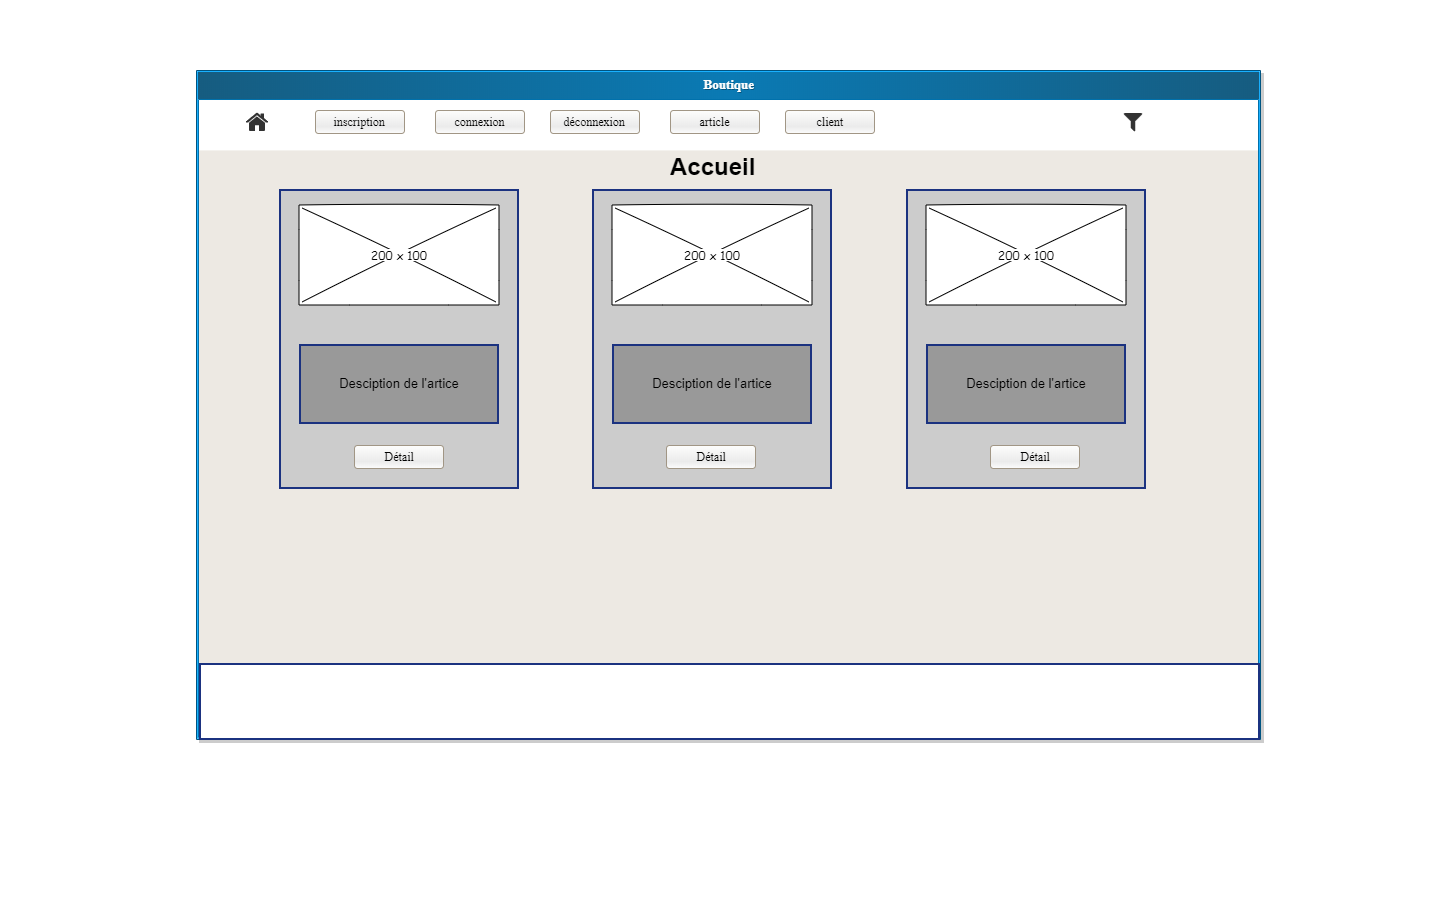 Boutique
inscription connexion déconnexion article client
Accueil
200 x 100 200 x 100 200 x 100
Desciption de l'artice Desciption de l'artice Desciption de l'artice
Détail Détail Détail